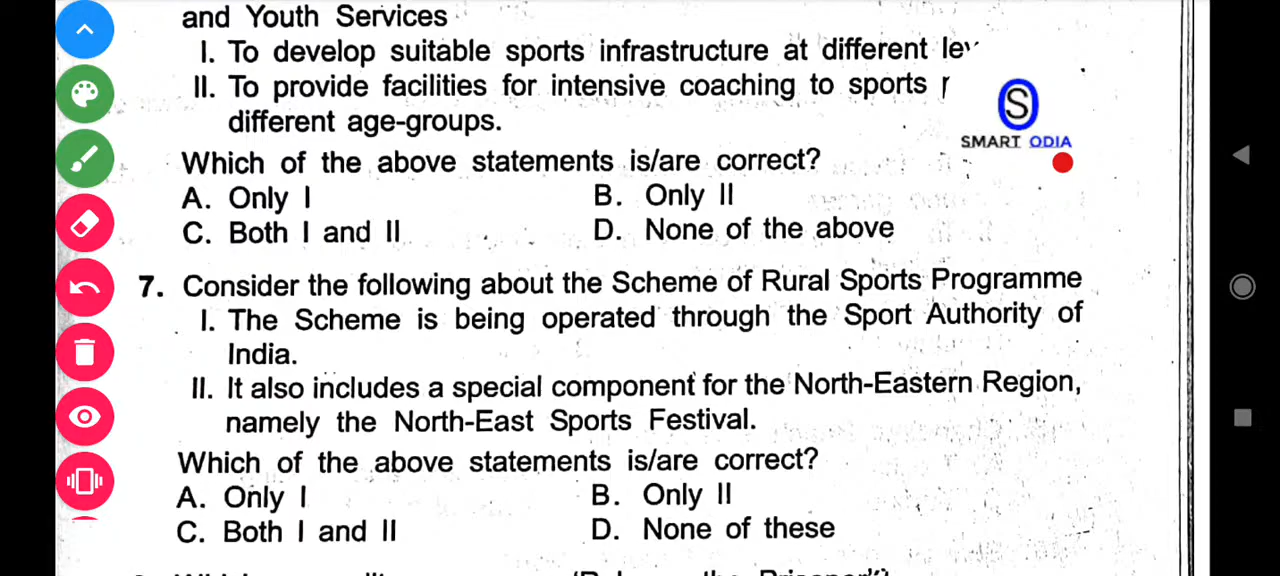 and Youth Services
I. To develop suitable sports infrastructure at different
II. To provide facilities for intensive coaching to sports
different age-groups.
S
SMART ODIA
Which of the above statements is/are correct?
A. Only I B. Only II
C. Both I and II D. None of the above
7. Consider the following about the Scheme of Rural Sports Programme
I. The Scheme is being operated through the Sport Authority of
India.
II. It also includes a special component for the North-Eastern Region,
namely the North-East Sports Festival.
Which of the above statements is/are correct?
A. Only I B. Only II
C. Both I and II D. None of these